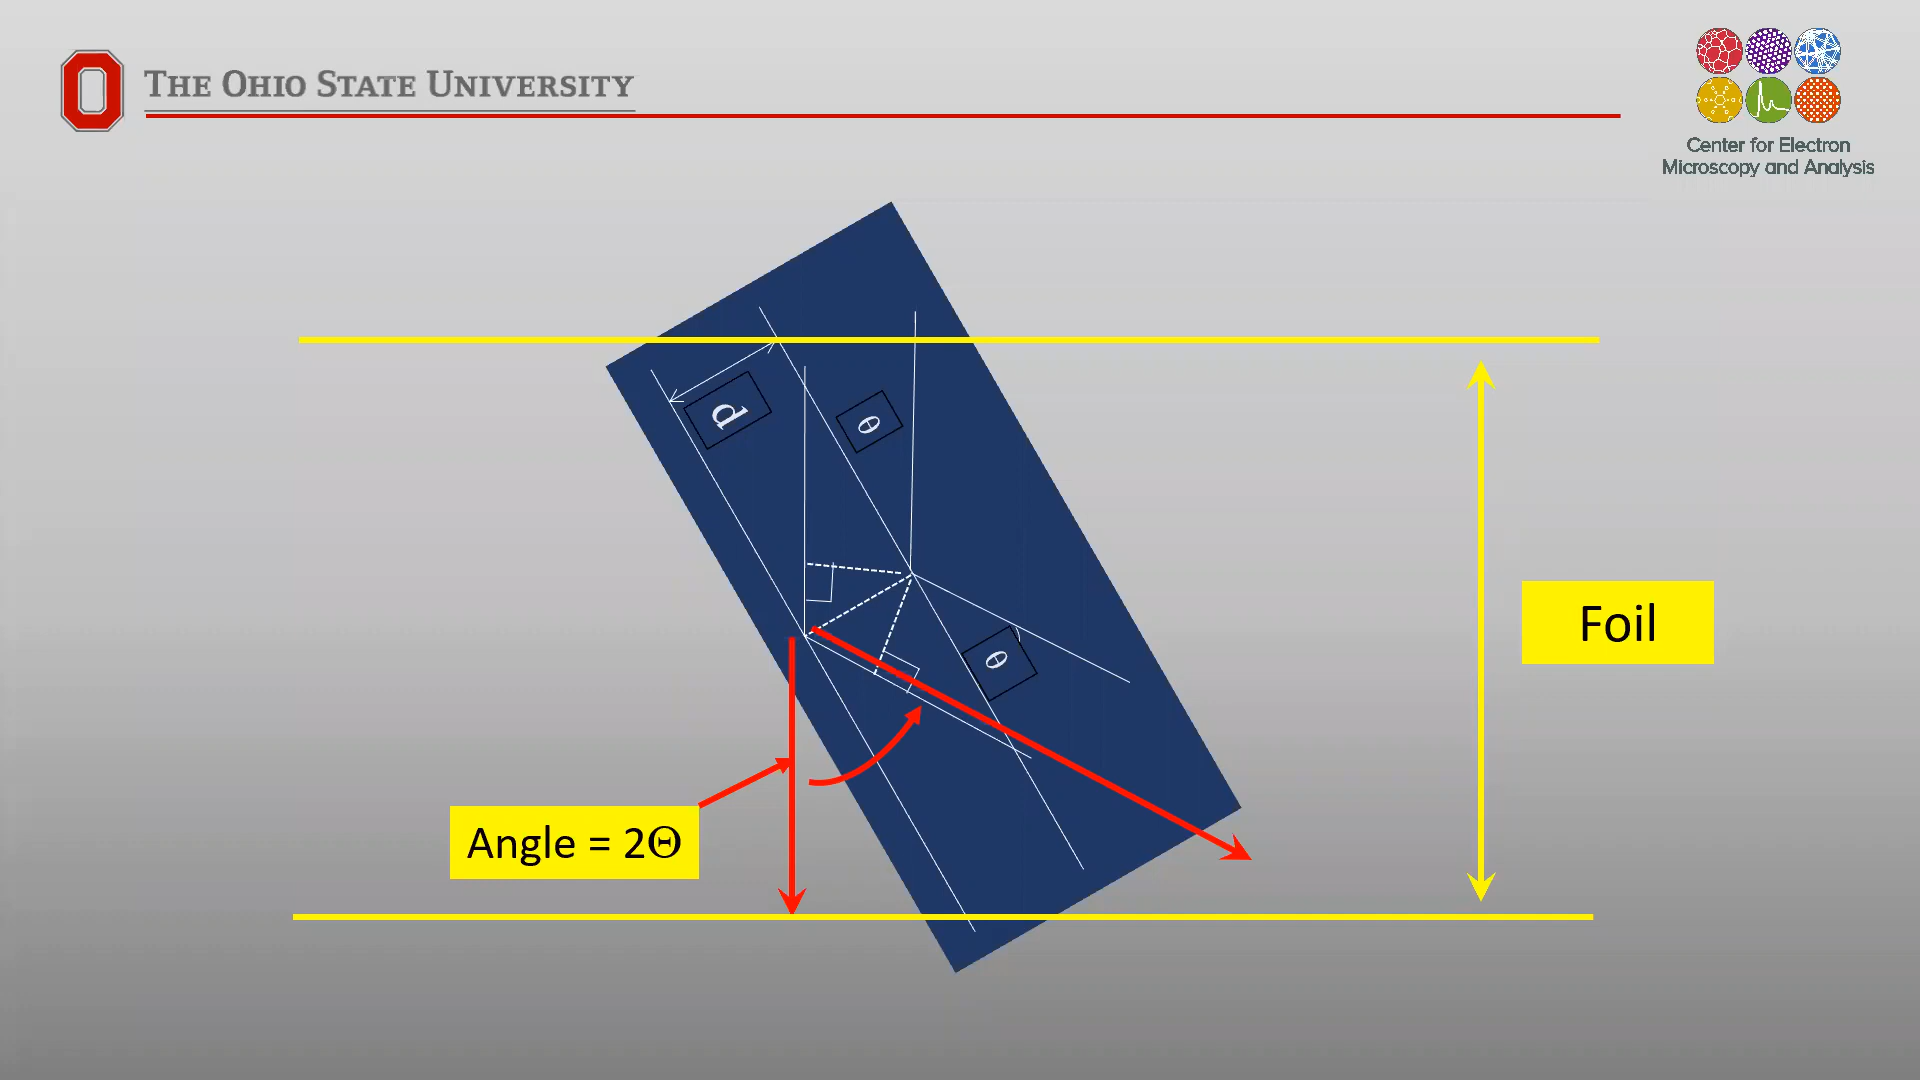 THE OHIO STATE UNIVERSITY
Center for Electron
Microscopy and Analysis
d
θ
θ
Foil
Angle = 2Θ